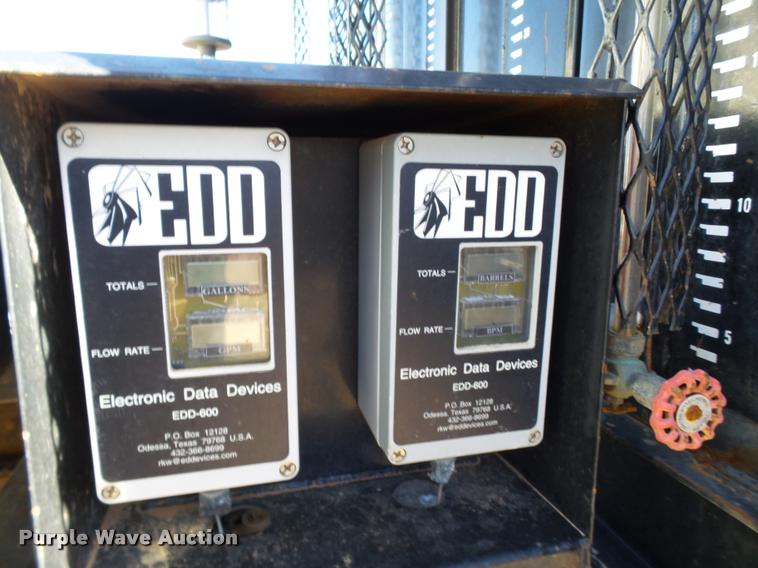 EDD
TOTALS
GALLONS
FLOW RATE
GPM
Electronic Data Devices
EDD-600
P.O. Box 12128
Odessa, Texas 79768 U.S.A.
432-366-8699
rkw@eddevices.com
EDD
TOTALS
BARRELS
FLOW RATE
BPM
Electronic Data Devices
EDD-600
P.O. Box 12128
Odessa, Texas 79768 U.S.A.
432-366-8699
rkw@eddevices.com
10
5
Purple Wave Auction